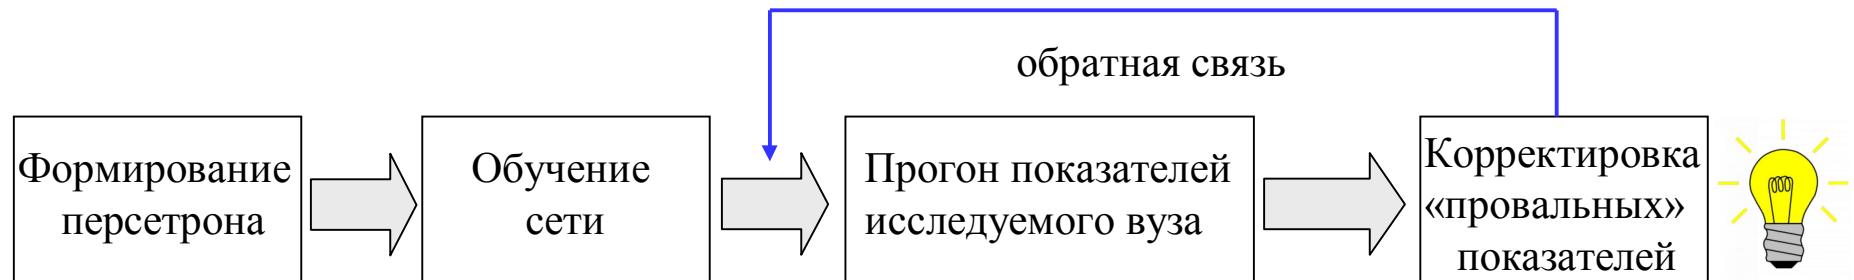 обратная связь
Формирование
персетрона
Обучение
сети
Прогон показателей
исследуемого вуза
Корректировка
«провальных»
показателей